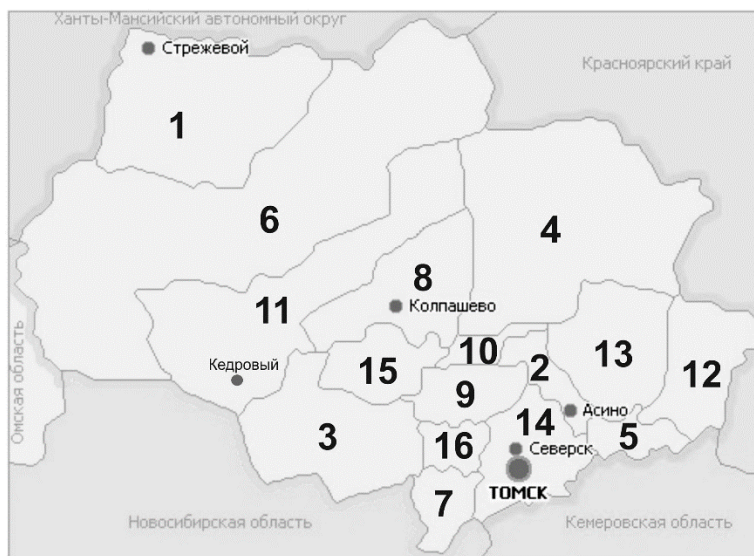 Ханты-Мансийский автономный округ
Стрежевой
Красноярский край
1
6
4
8
11
Колпашево
10
13
Кедровый
15
2
12
Омская область
9
Асино
3
14
5
16
Северск
ТОМСК
7
Новосибирская область
Кемеровская область